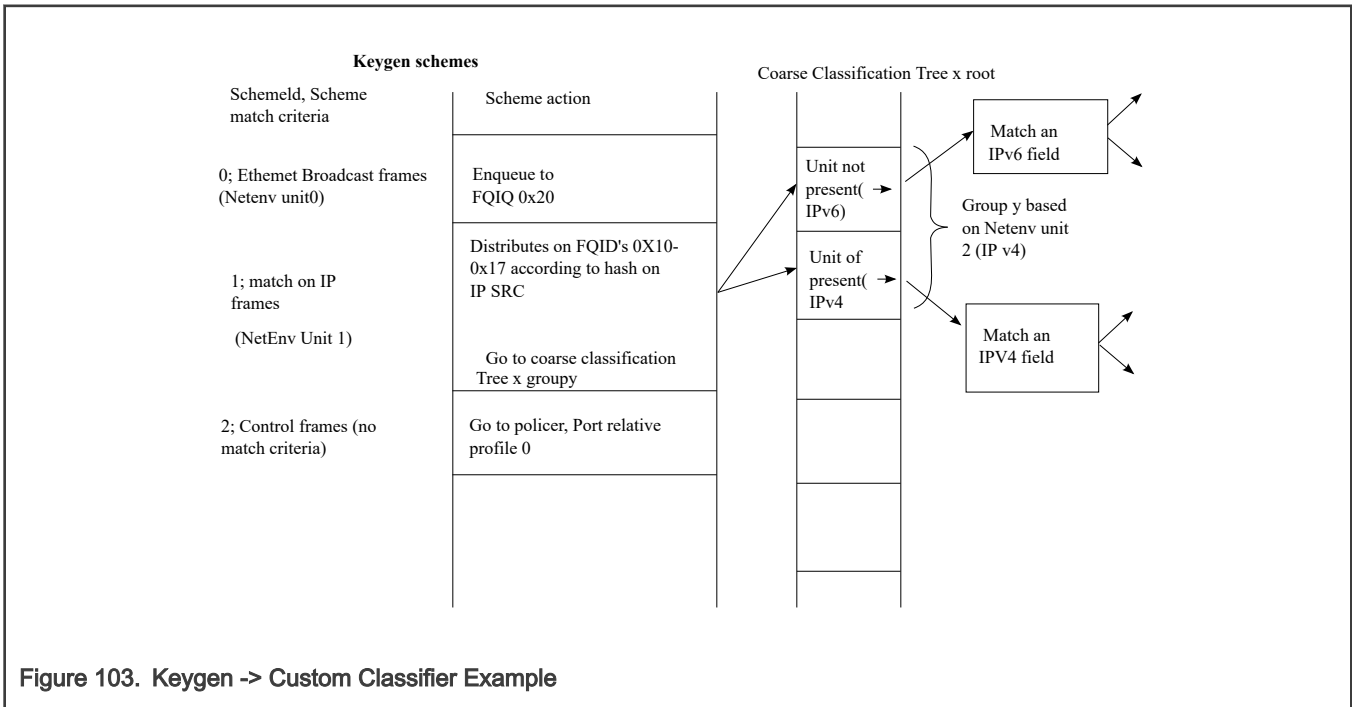 Keygen schemes
Coarse Classification Tree x root
Schemeld, Scheme
match criteria
Scheme action
Match an
IPv6 field
0; Ethemet Broadcast frames
(Netenv unit0)
Enqueue to
FQIQ 0x20
Unit not
present(
IPv6)
Group y based
on Netenv unit
2 (IP v4)
1; match on IP
frames
(NetEnv Unit 1)
Distributes on FQID's 0X10-
0x17 according to hash on
IP SRC
Go to coarse classification
Tree x groupy
Unit of
present(
IPv4
Match an
IPV4 field
2; Control frames (no
match criteria)
Go to policer, Port relative
profile 0
Figure 103. Keygen -> Custom Classifier Example